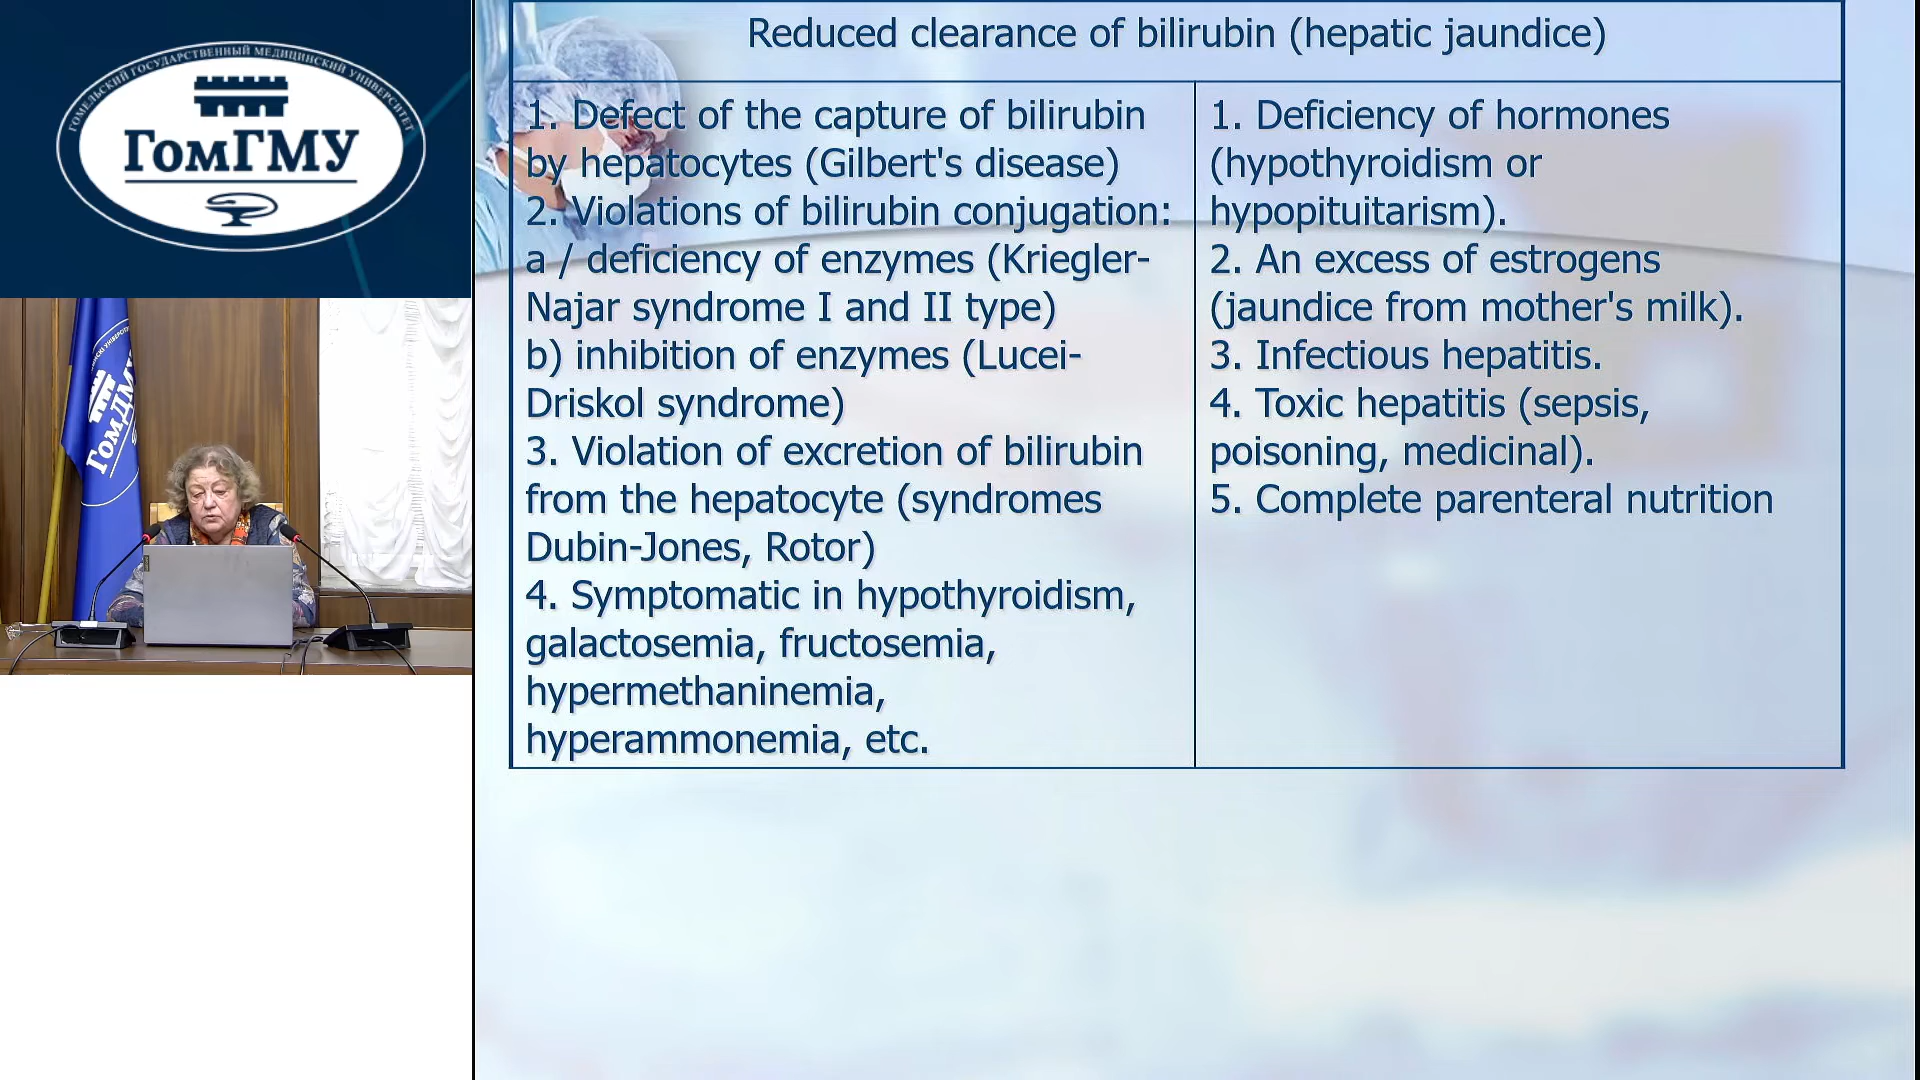 ГОМЕЛЬСКИЙ ГОСУДАРСТВЕННЫЙ МЕДИЦИНСКИЙ УНИВЕРСИТЕТ
ГомГМУ
ГомДМУ
Reduced clearance of bilirubin (hepatic jaundice)
1. Defect of the capture of bilirubin
by hepatocytes (Gilbert's disease)
2. Violations of bilirubin conjugation:
a / deficiency of enzymes (Kriegler-
Najar syndrome I and II type)
b) inhibition of enzymes (Lucei-
Driskol syndrome)
3. Violation of excretion of bilirubin
from the hepatocyte (syndromes
Dubin-Jones, Rotor)
4. Symptomatic in hypothyroidism,
galactosemia, fructosemia,
hypermethaninemia,
hyperammonemia, etc.
1. Deficiency of hormones
(hypothyroidism or
hypopituitarism).
2. An excess of estrogens
(jaundice from mother's milk).
3. Infectious hepatitis.
4. Toxic hepatitis (sepsis,
poisoning, medicinal).
5. Complete parenteral nutrition